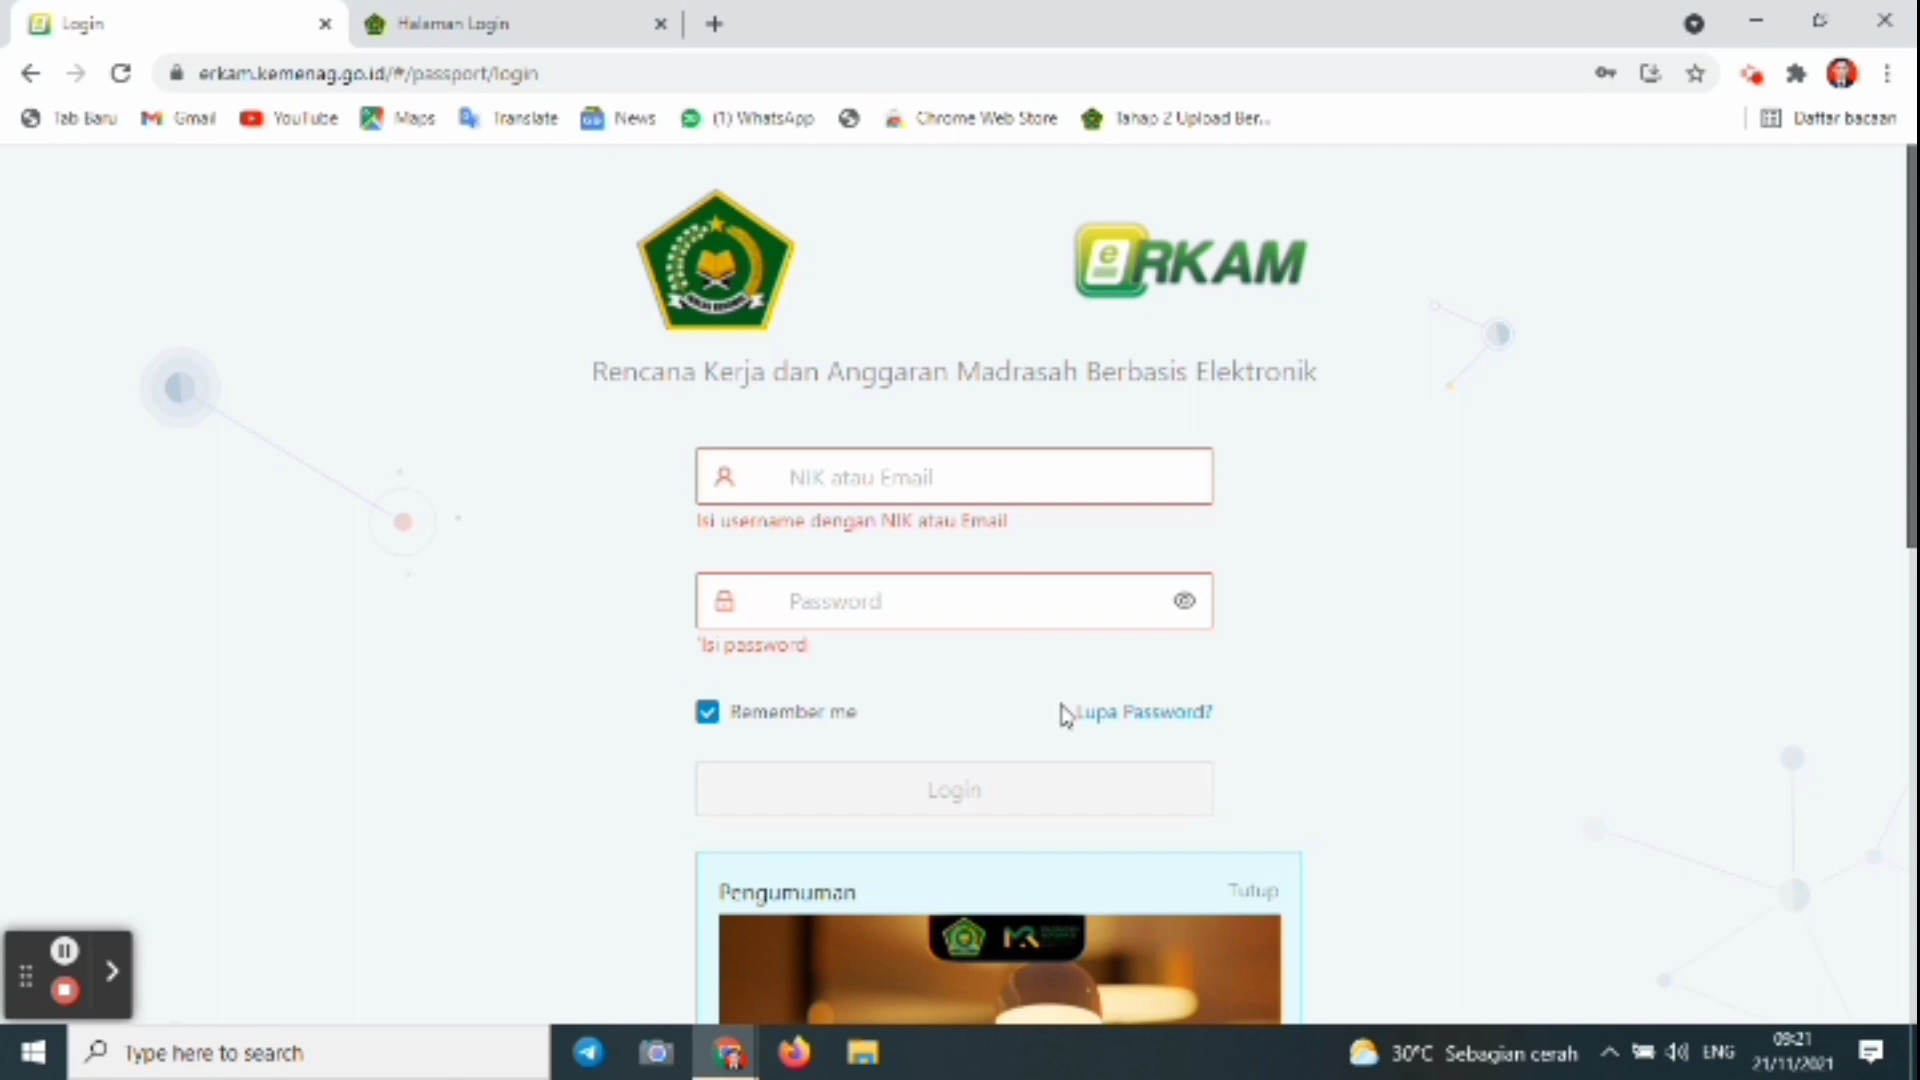 Login
Halaman Login
erkam.kemenag.go.id/#/passport/login
Tab Baru
Gmail
YouTube
Maps
Translate
News
(1) WhatsApp
Chrome Web Store
Tahap 2 Upload Ber...
Daftar bacaan
eRKAM
Rencana Kerja dan Anggaran Madrasah Berbasis Elektronik
NIK atau Email
Isi username dengan NIK atau Email
Password
*Isi password
Remember me
Lupa Password?
Login
Pengumuman
Tutup
Type here to search
30°C Sebagian cerah
ENG
09:21
21/11/2021